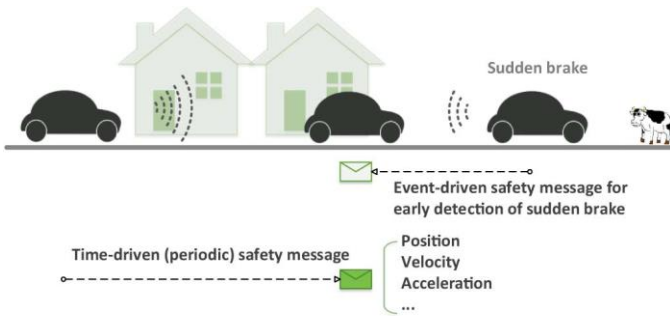 Sudden brake
Event-driven safety message for
early detection of sudden brake
Time-driven (periodic) safety message
Position
Velocity
Acceleration
...